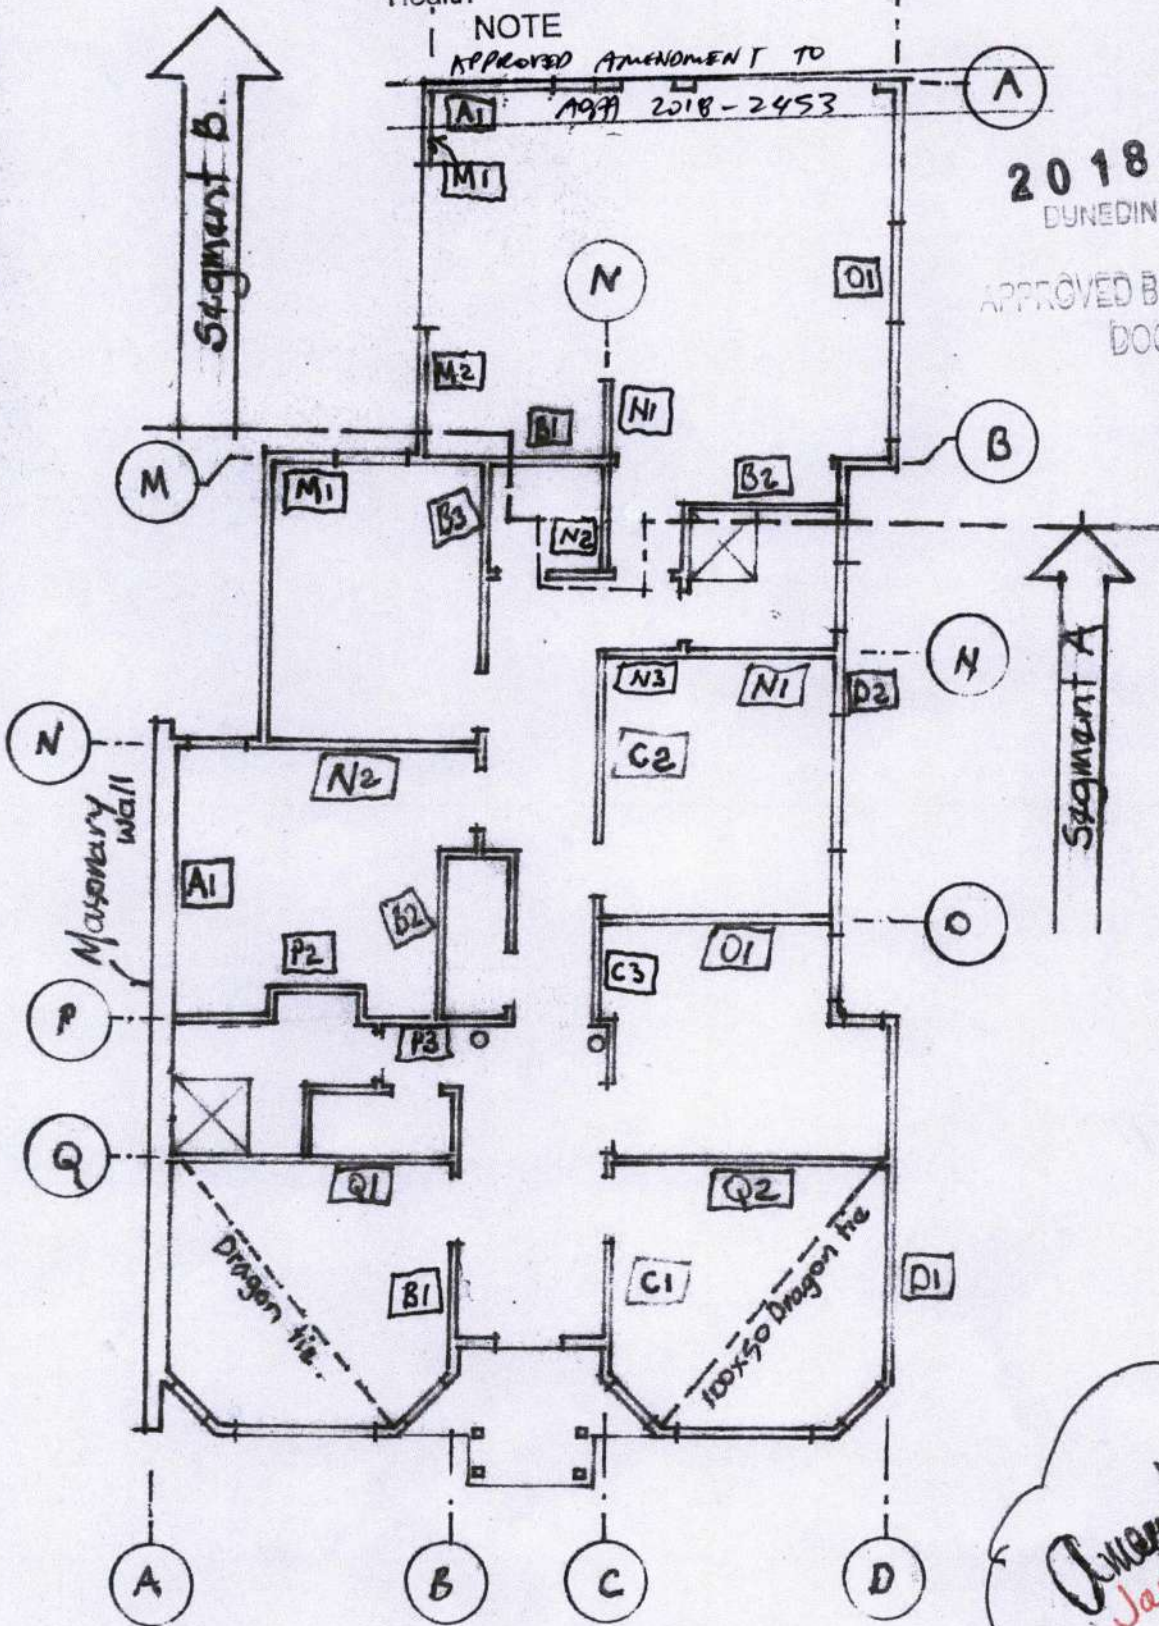 NOTE
APPROVED AMENDMENT TO
2018-2453
2018
DUNEDIN
APPROVED B
Segment B.
A
A1
M1
N
O1
M2
B1
N1
M
M1
B3
B
B2
N2
Segment A
N
N3
N1
D2
N
N2
C2
Masonary
wall
A1
B2
P2
O1
O
C3
P
P3
Q
Q1
Q2
Dragon tie.
B1
C1
100x50 Dragon tie
D1
A
B
C
D